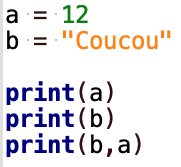 a = 12
b = "Coucou"
print(a)
print(b)
print(b,a)